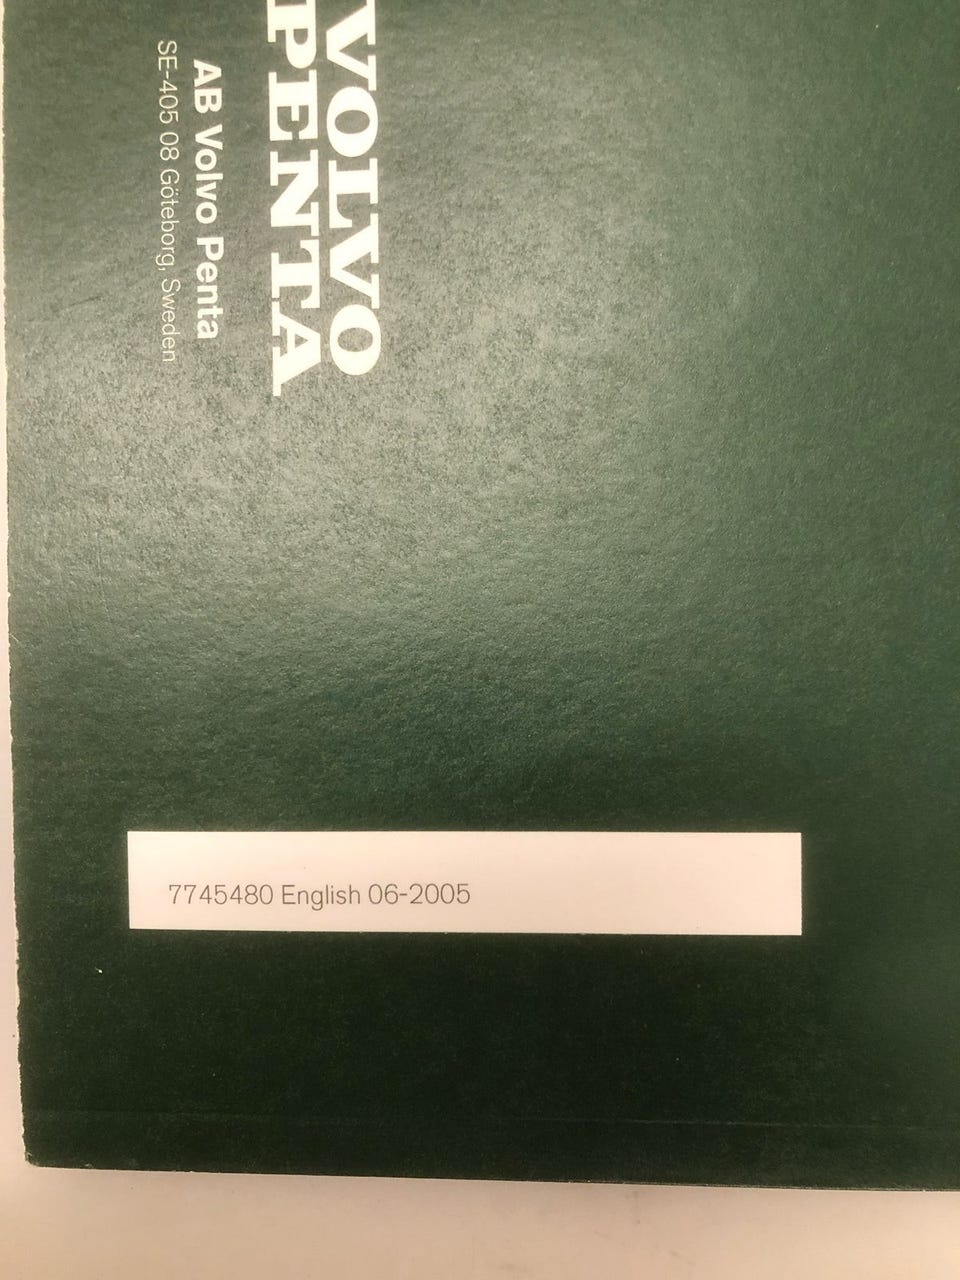 VOLVO
PENTA
AB Volvo Penta
SE-405 08 Göteborg, Sweden
7745480 English 06-2005